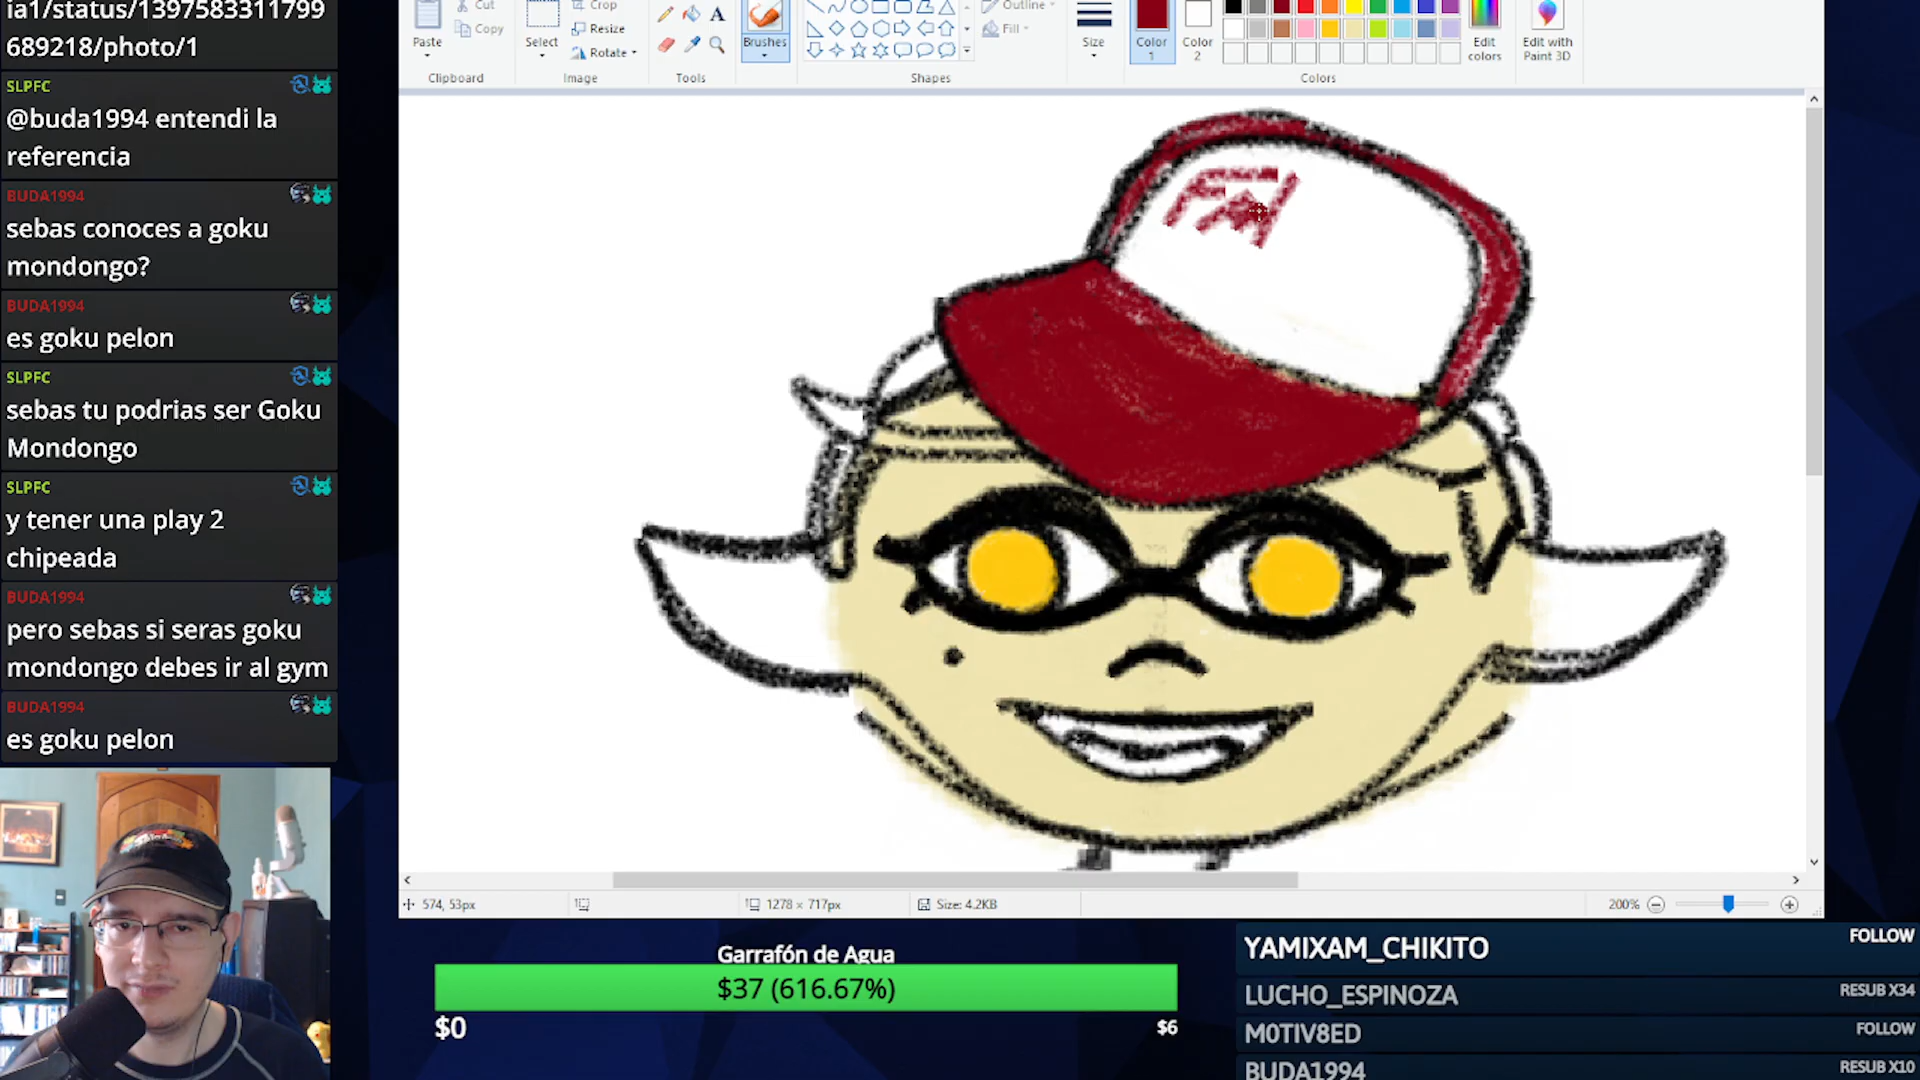 ia1/status/1397583311799
689218/photo/1
SLPFC
@buda1994 entendi la
referencia
BUDA1994
sebas conoces a goku
mondongo?
BUDA1994
es goku pelon
SLPFC
sebas tu podrias ser Goku
Mondongo
SLPFC
y tener una play 2
chipeada
BUDA1994
pero sebas si seras goku
mondongo debes ir al gym
BUDA1994
es goku pelon
Paste
Cut
Copy
Clipboard
Select
Crop
Resize
Rotate
Image
A
Tools
Brushes
Outline
Fill
Shapes
Size
Color
1
Color
2
Edit
colors
Edit with
Paint 3D
Colors
574, 53px
1278 × 717px
Size: 4.2KB
200%
Garrafón de Agua
$37 (616.67%)
$0
$6
YAMIXAM_CHIKITO FOLLOW
LUCHO_ESPINOZA RESUB X34
M0TIV8ED FOLLOW
BUDA1994 RESUB X10